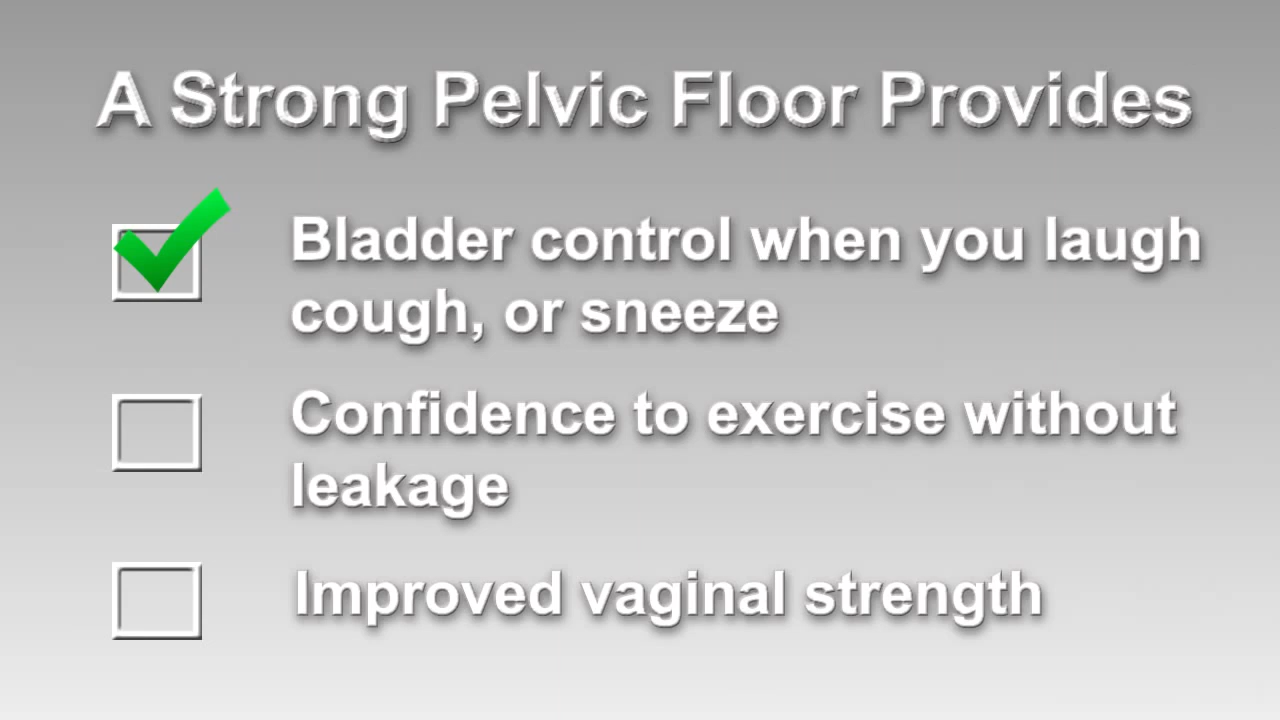 A Strong Pelvic Floor Provides
Bladder control when you laugh
cough, or sneeze
Confidence to exercise without
leakage
Improved vaginal strength